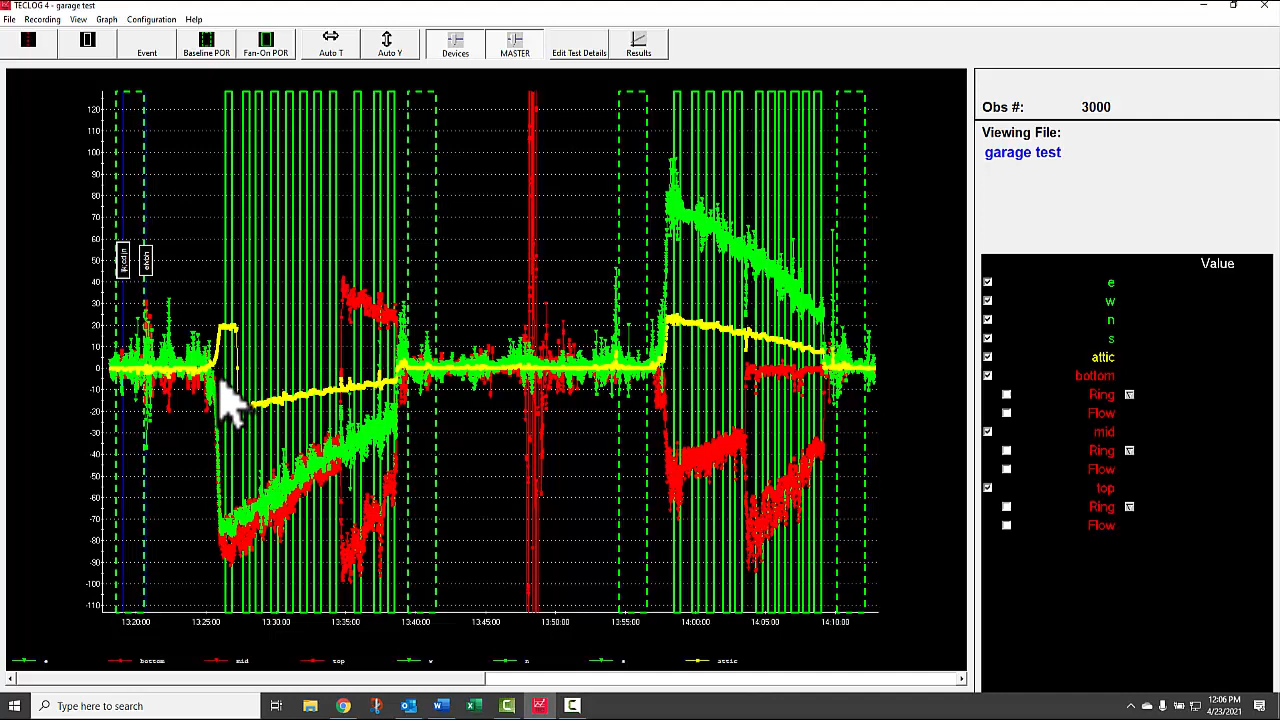 TECLOG 4 - garage test
File Recording View Graph Configuration Help
Event Baseline POR Fan-On POR Auto T Auto Y Devices MASTER Edit Test Details Results
Obs #: 3000
Viewing File:
garage test
Value
e
w
n
s
attic
bottom
Ring
Flow
mid
Ring
Flow
top
Ring
Flow
120
110
100
90
80
70
60
50
40
30
20
10
0
-10
-20
-30
-40
-50
-60
-70
-80
-90
-100
-110
13:20:00 13:25:00 13:30:00 13:35:00 13:40:00 13:45:00 13:50:00 13:55:00 14:00:00 14:05:00 14:10:00
bottom mid top w n attic
Type here to search
12:06 PM
4/23/2021